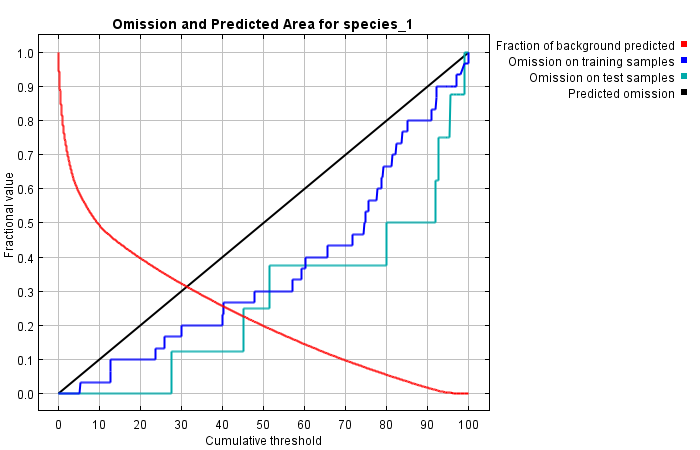 Omission and Predicted Area for species_1
Fraction of background predicted
Omission on training samples
Omission on test samples
Predicted omission
Fractional value
1.0
0.9
0.8
0.7
0.6
0.5
0.4
0.3
0.2
0.1
0.0
0 10 20 30 40 50 60 70 80 90 100
Cumulative threshold